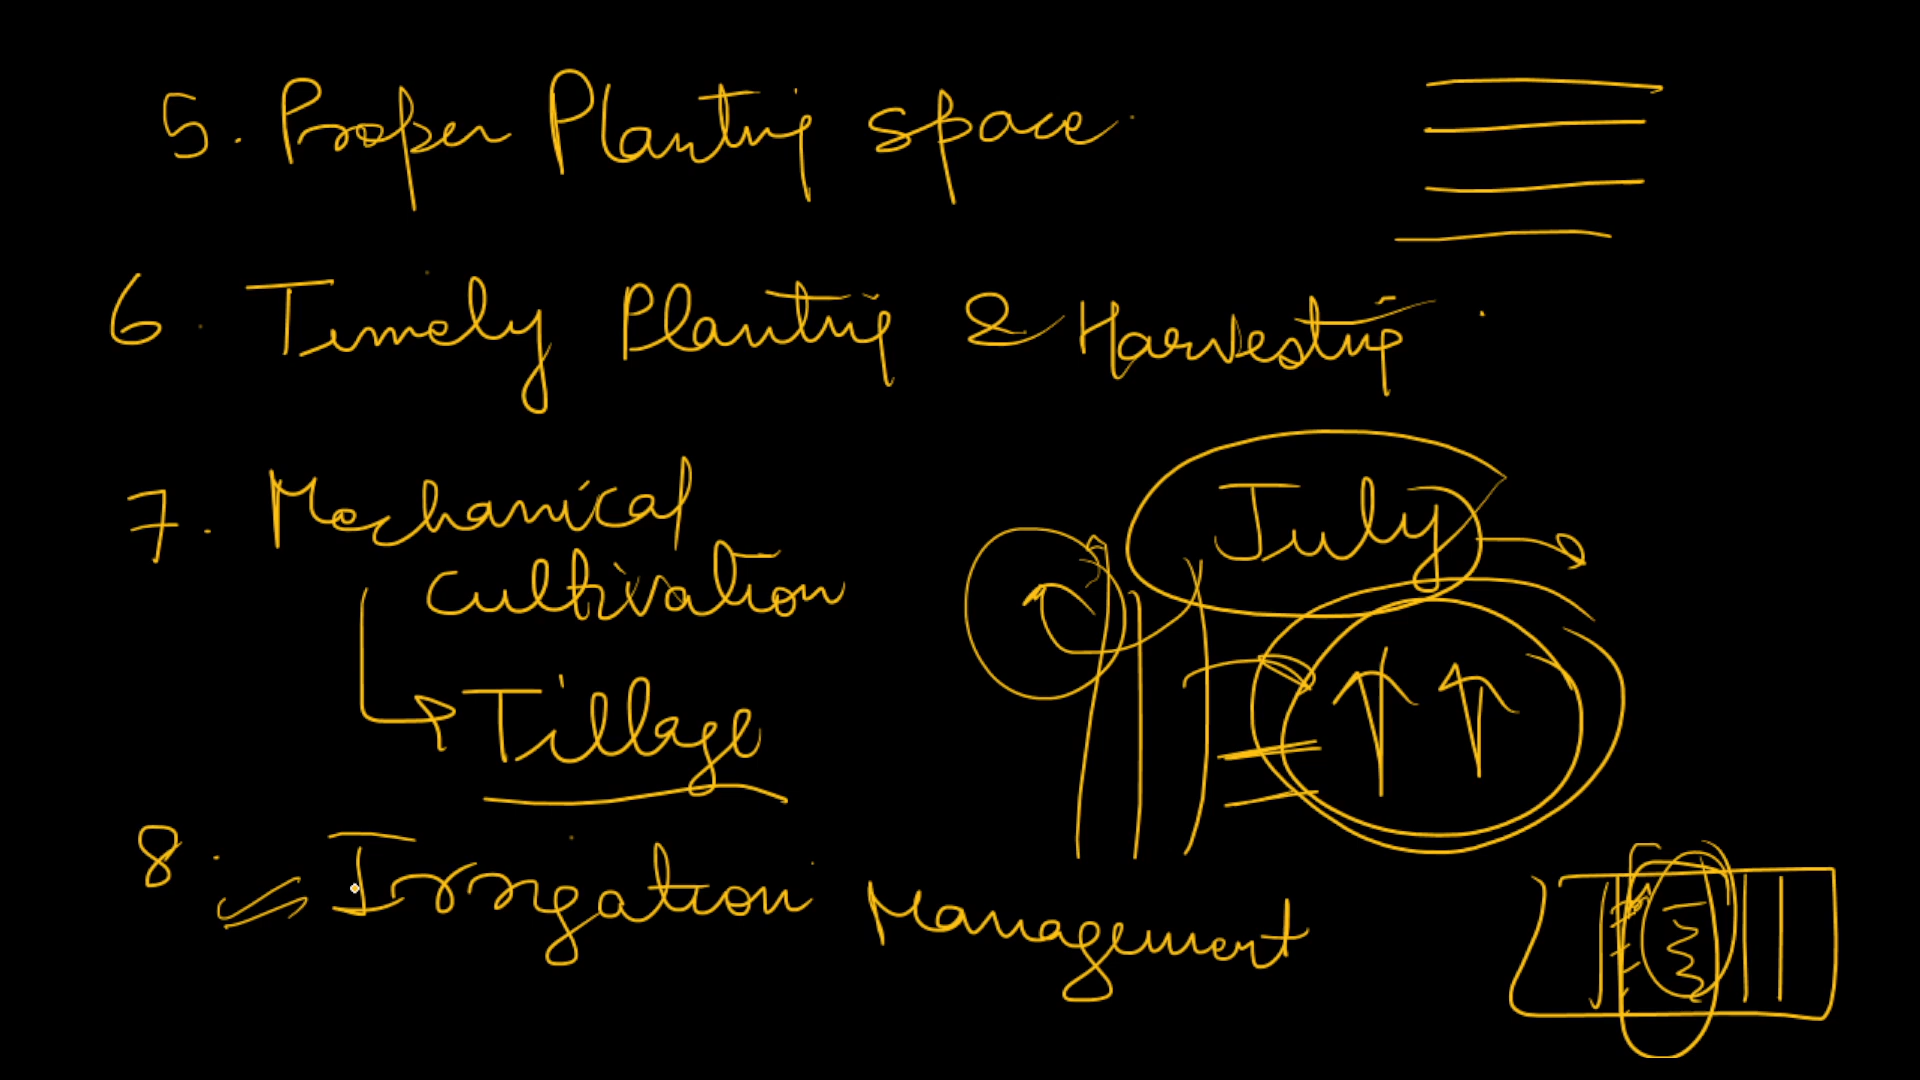 5. Proper Planting space.
6. Timely Planting & Harvesting.
7. Mechanical
cultivation
July
Tillage
8. Irrigation Management